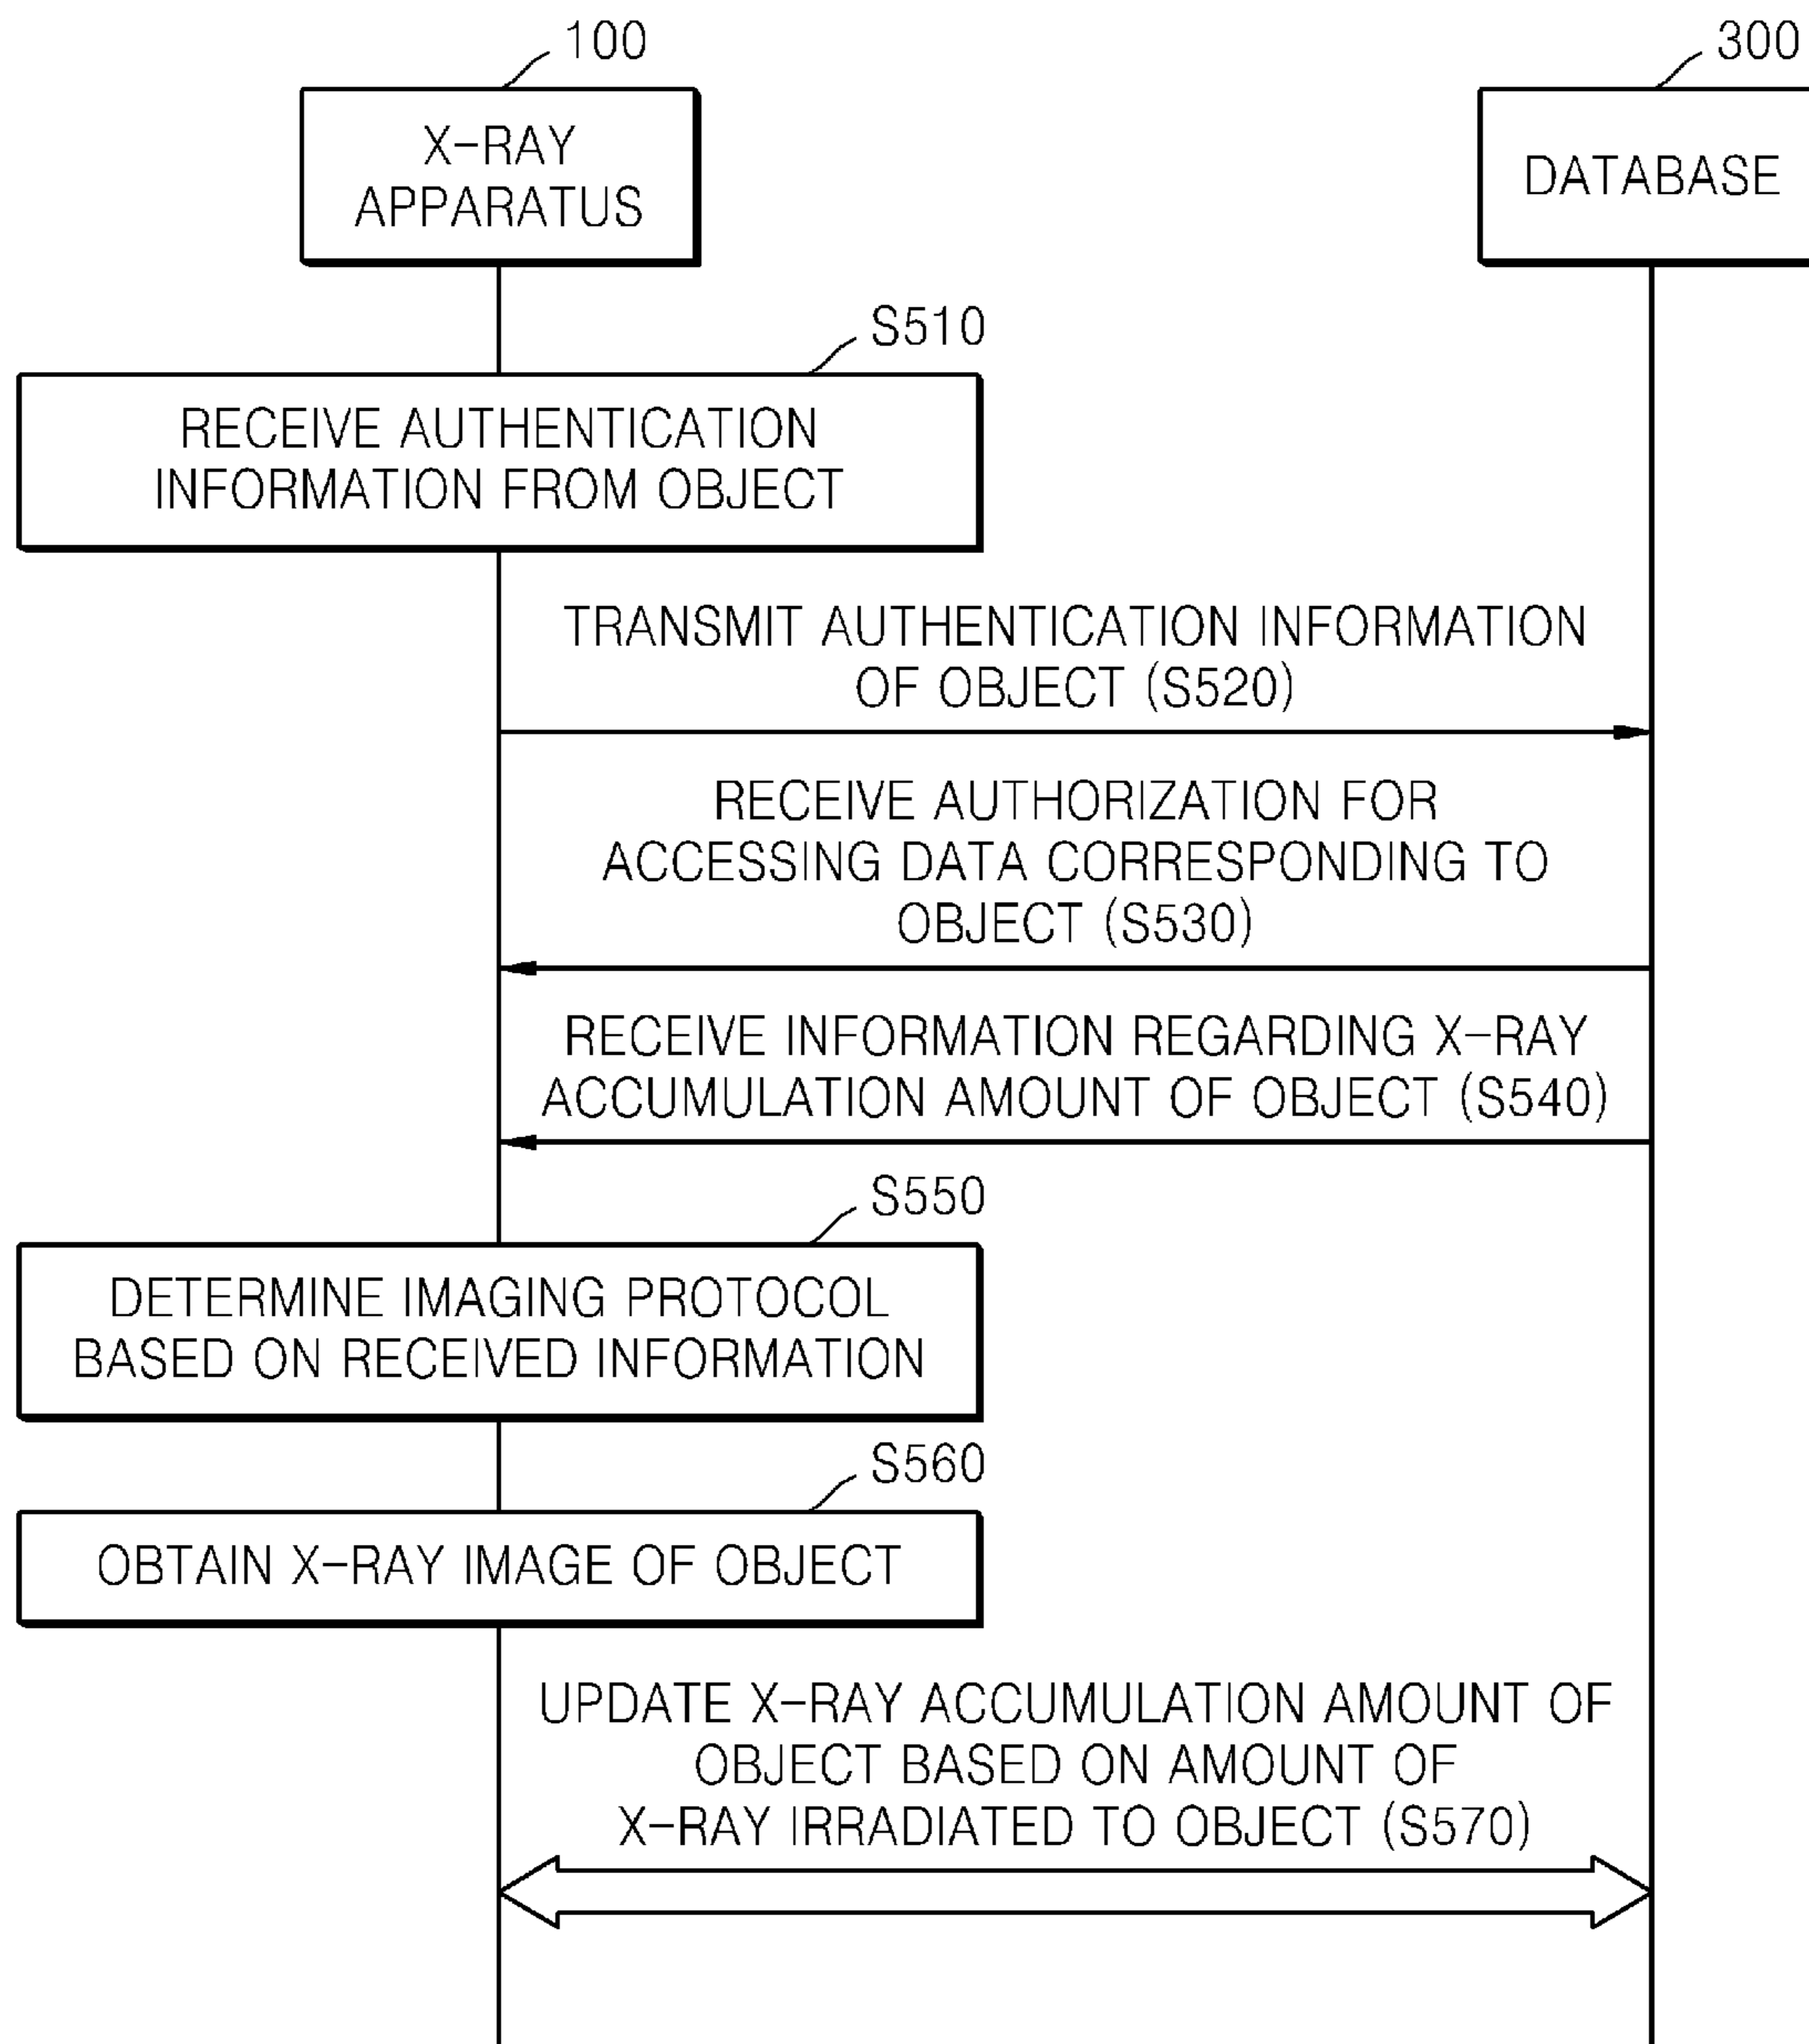 100
300
X-RAY
APPARATUS
DATABASE
S510
RECEIVE AUTHENTICATION
INFORMATION FROM OBJECT
TRANSMIT AUTHENTICATION INFORMATION
OF OBJECT (S520)
RECEIVE AUTHORIZATION FOR
ACCESSING DATA CORRESPONDING TO
OBJECT (S530)
RECEIVE INFORMATION REGARDING X-RAY
ACCUMULATION AMOUNT OF OBJECT (S540)
S550
DETERMINE IMAGING PROTOCOL
BASED ON RECEIVED INFORMATION
S560
OBTAIN X-RAY IMAGE OF OBJECT
UPDATE X-RAY ACCUMULATION AMOUNT OF
OBJECT BASED ON AMOUNT OF
X-RAY IRRADIATED TO OBJECT (S570)